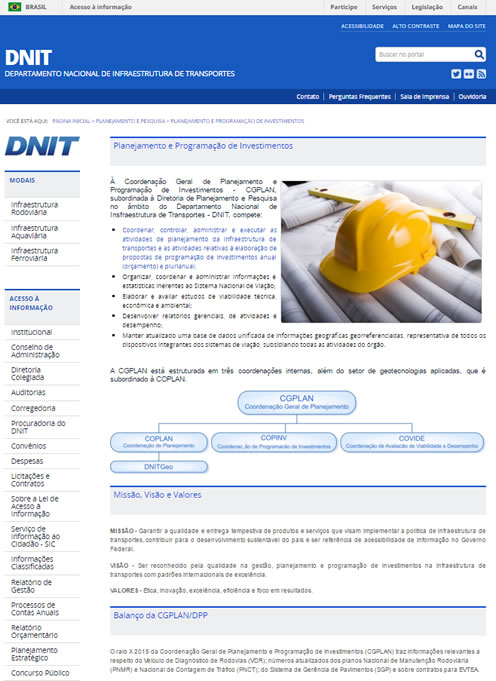 BRASIL
Acesso à informação
Participe
Serviços
Legislação
Canais
ACESSIBILIDADE
ALTO CONTRASTE
MAPA DO SITE
DNIT
DEPARTAMENTO NACIONAL DE INFRAESTRUTURA DE TRANSPORTES
Buscar no portal
Contato
Perguntas Frequentes
Sala de Imprensa
Ouvidoria
VOCÊ ESTÁ AQUI: PÁGINA INICIAL > PLANEJAMENTO E PESQUISA > PLANEJAMENTO E PROGRAMAÇÃO DE INVESTIMENTOS
DNIT
MODAIS
Infraestrutura
Rodoviária
Infraestrutura
Aquaviária
Infraestrutura
Ferroviária
ACESSO À
INFORMAÇÃO
Institucional
Conselho de
Administração
Diretoria
Colegiada
Auditorias
Corregedoria
Procuradoria do
DNIT
Convênios
Despesas
Licitações e
Contratos
Sobre a Lei de
Acesso à
Informação
Serviço de
Informação ao
Cidadão - SIC
Informações
Classificadas
Relatório de
Gestão
Processos de
Contas Anuais
Relatório
Orçamentário
Planejamento
Estratégico
Concurso Público
Planejamento e Programação de Investimentos
À Coordenação Geral de Planejamento e
Programação de Investimentos - CGPLAN,
subordinada à Diretoria de Planejamento e Pesquisa
no âmbito do Departamento Nacional de
Insfraestrutura de Transportes - DNIT, compete:
Coordenar, controlar, administrar e executar as
atividades de planejamento da infraestrutura de
transportes e as atividades relativas à elaboração de
propostas de programação de investimento anual
(orçamento) e plurianual;
Organizar, coordenar e administrar informações e
estatísticas inerentes ao Sistema Nacional de Viação;
Elaborar e avaliar estudos de viabilidade técnica,
econômica e ambiental;
Desenvolver relatórios gerenciais, de atividades e
desempenho;
Manter atualizado uma base de dados unificada de informações geográficas georreferenciadas, representativa de todos os
dispositivos integrantes dos sistemas de viação, subsidiando todas as atividades do órgão.
A CGPLAN está estruturada em três coordenações internas, além do setor de geotecnologias aplicadas, que é
subordinado à COPLAN.
CGPLAN
Coordenação Geral de Planejamento
COPLAN
Coordenação de Planejamento
COPINV
Coordenação de Programação de Investimentos
COVIDE
Coordenação de Avaliação de Viabilidade e Desempenho
DNITGeo
Missão, Visão e Valores
MISSÃO - Garantir a qualidade e entrega tempestiva de produtos e serviços que visam implementar a política de infraestrutura de
transportes, contribuir para o desenvolvimento sustentável do país e ser referência de acessibilidade de informação no Governo
Federal.
VISÃO - Ser reconhecido pela qualidade na gestão, planejamento e programação de investimentos na infraestrutura de
transportes com padrões internacionais de excelência.
VALORES - Ética, inovação, excelência, eficiência e foco em resultados.
Balanço da CGPLAN/DPP
O raio X 2015 da Coordenação Geral de Planejamento e Programação de Investimentos (CGPLAN) traz informações relevantes a
respeito do Veículo de Diagnóstico de Rodovias (VDR); números atualizados dos planos Nacional de Manutenção Rodoviária
(PNMR) e Nacional de Contagem de Tráfico (PNCT); do Sistema de Gerência de Pavimentos (SGP) e sobre contratos para EVTEA.